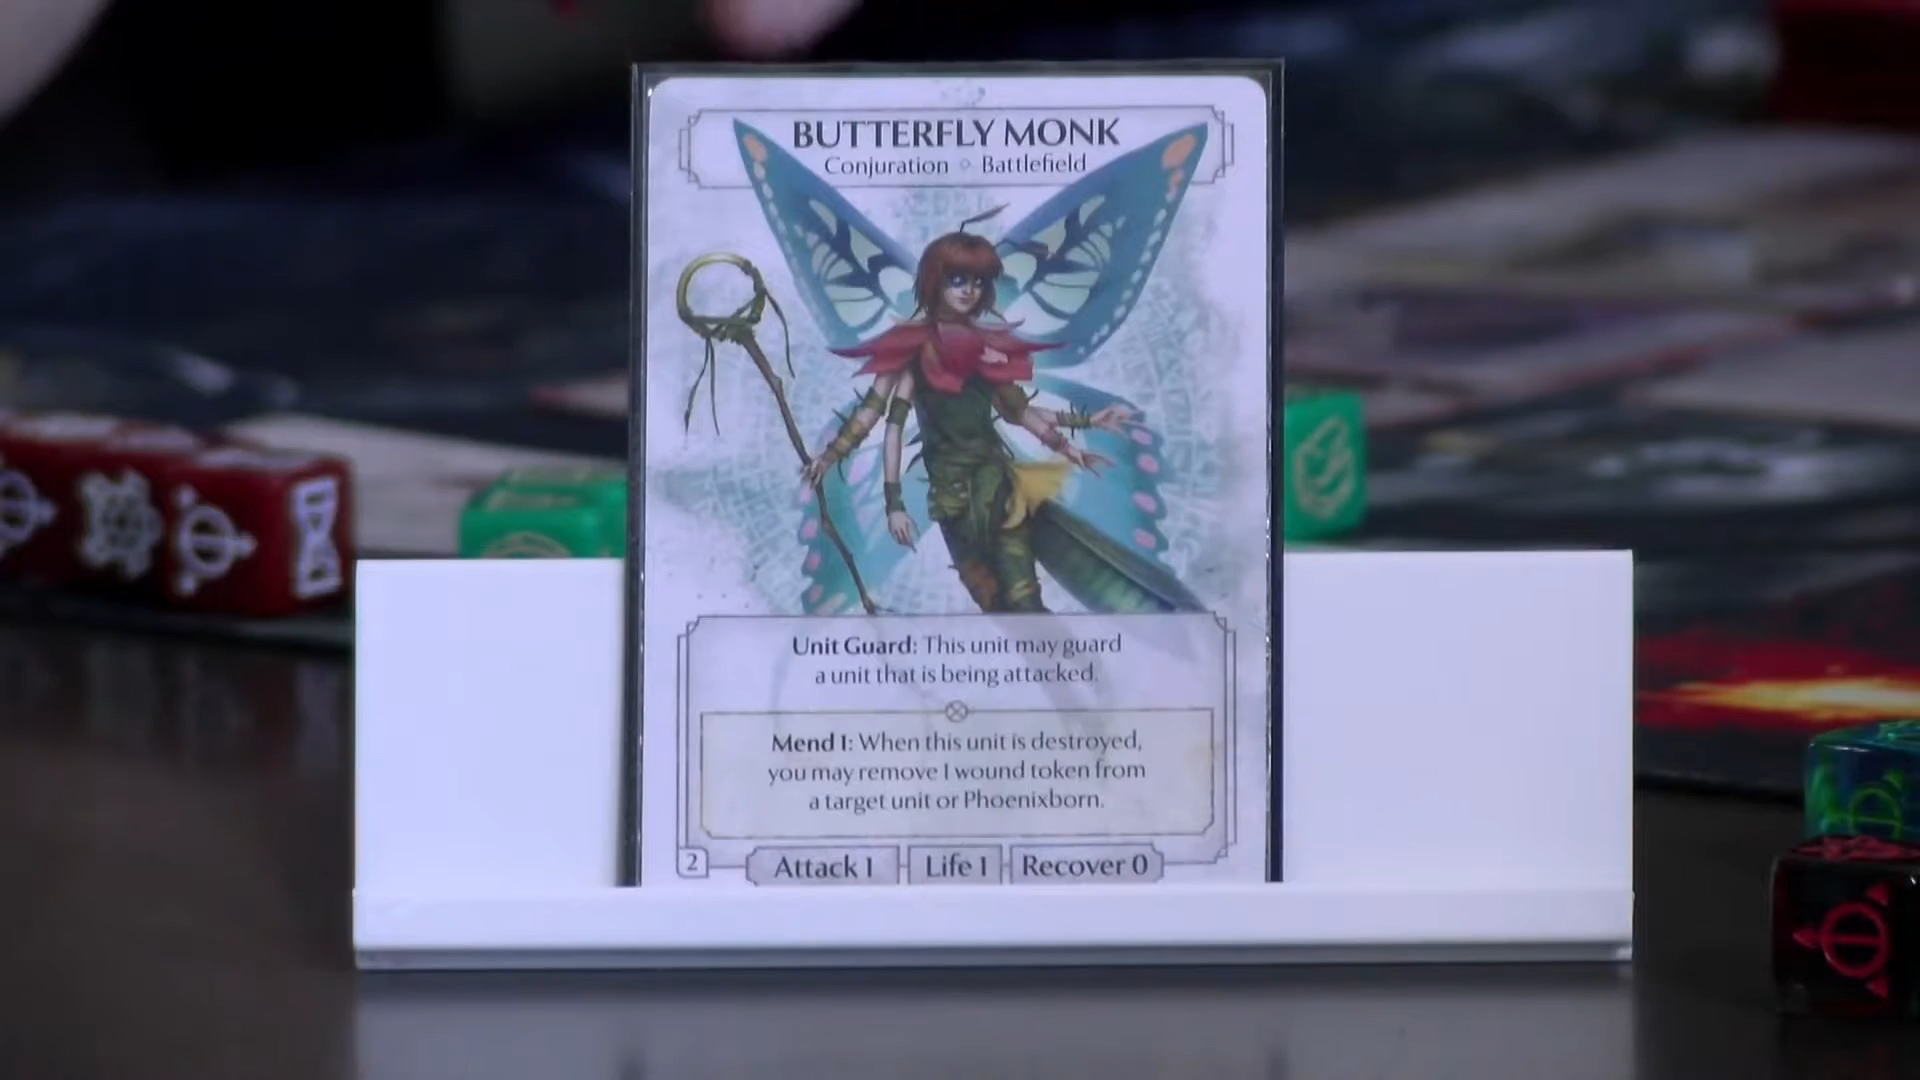 BUTTERFLY MONK
Conjuration ◇ Battlefield
Unit Guard: This unit may guard
a unit that is being attacked.
Mend 1: When this unit is destroyed,
you may remove 1 wound token from
a target unit or Phoenixborn.
2
Attack 1
Life 1
Recover 0